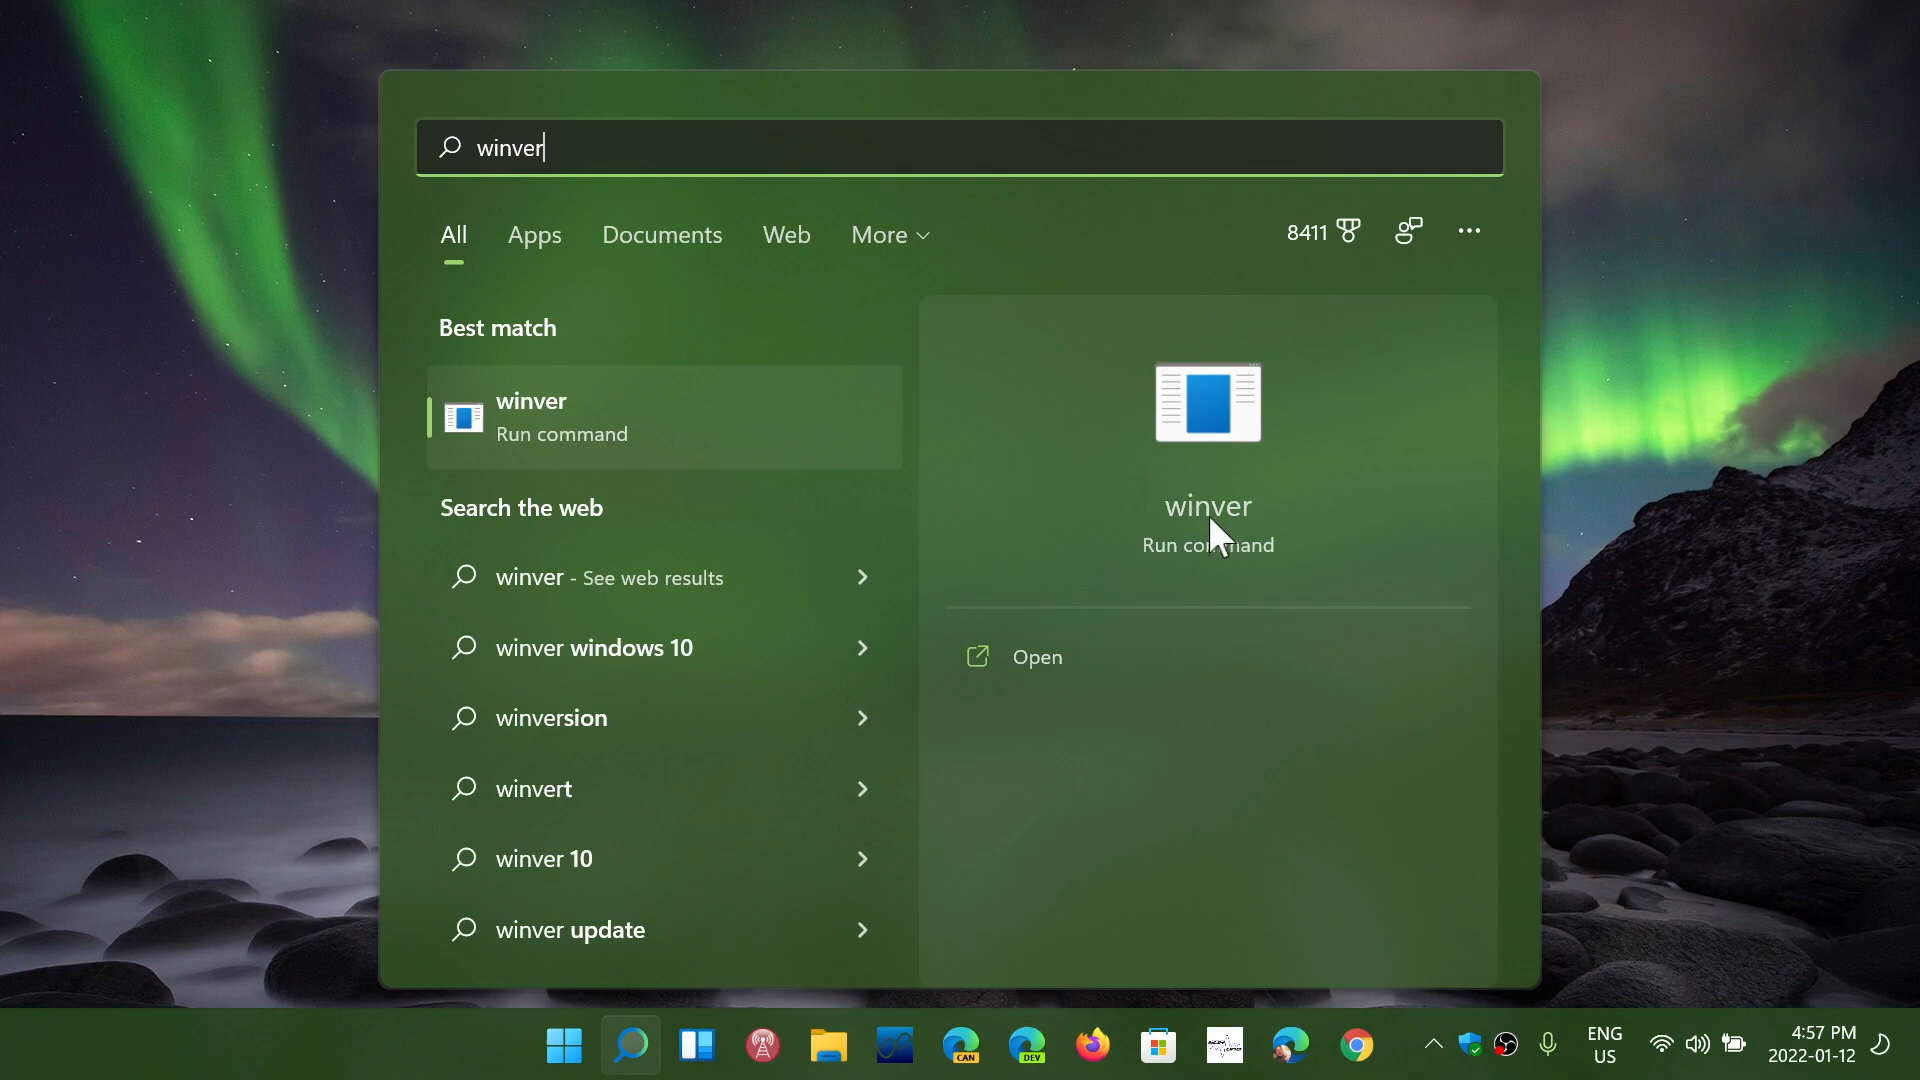 winver
All Apps Documents Web More
8411
Best match
winver
Run command
Search the web
winver - See web results
winver windows 10
winversion
winvert
winver 10
winver update
winver
Open
CAN
DEV
ENG
US
4:57 PM
2022-01-12